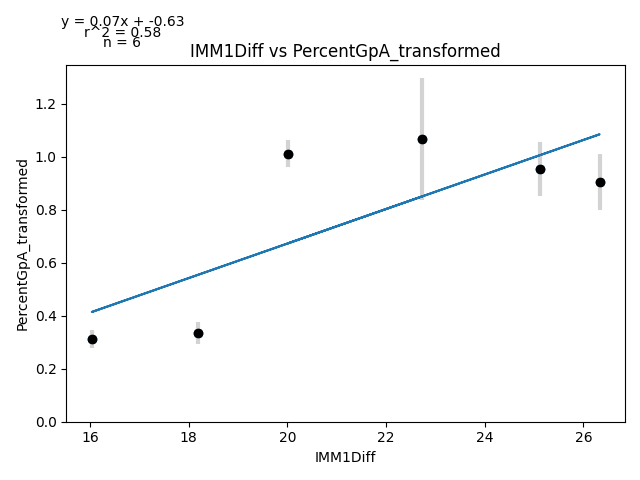 y = 0.07x + -0.63
r^2 = 0.58
n = 6
IMM1Diff vs PercentGpA_transformed
PercentGpA_transformed
1.2
1.0
0.8
0.6
0.4
0.2
0.0
16 18 20 22 24 26
IMM1Diff